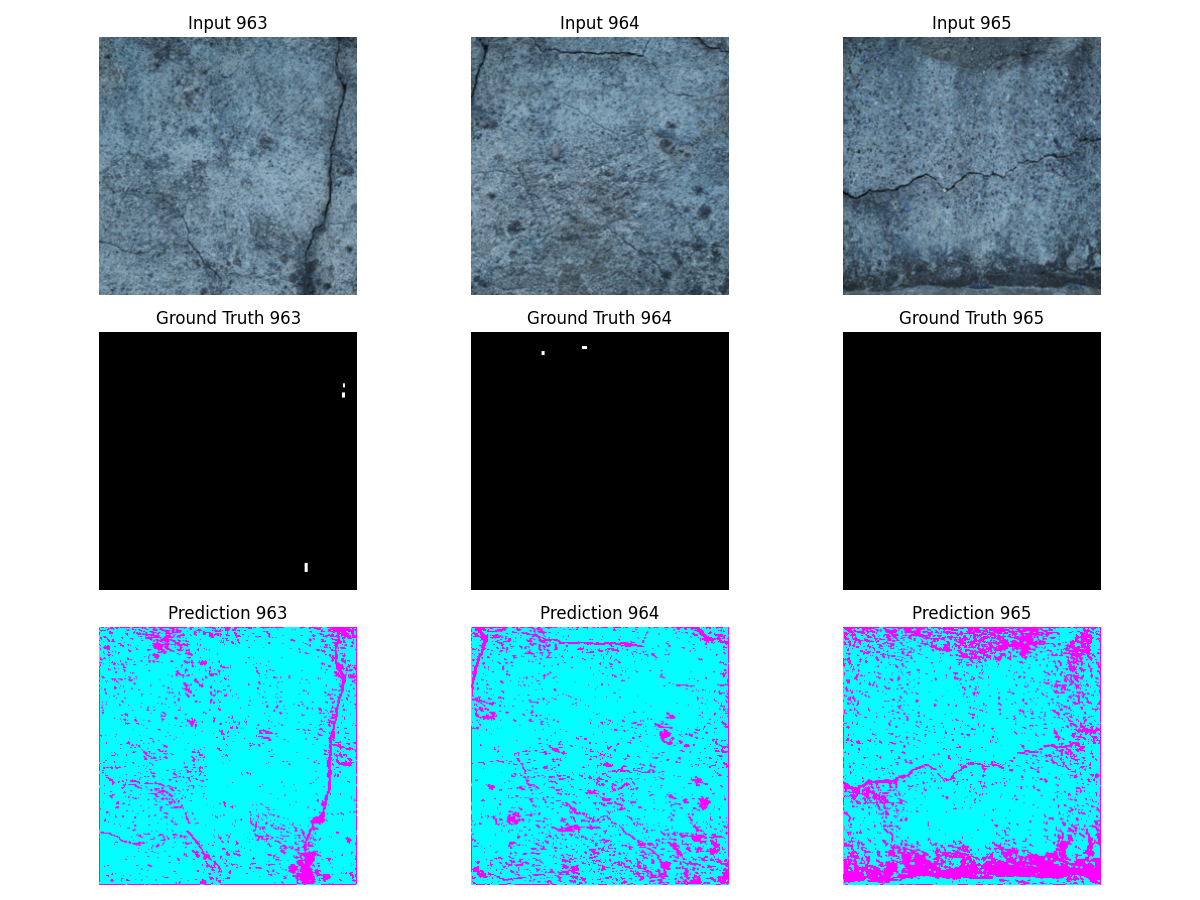 Input 963
Input 964
Input 965
Ground Truth 963
Ground Truth 964
Ground Truth 965
Prediction 963
Prediction 964
Prediction 965